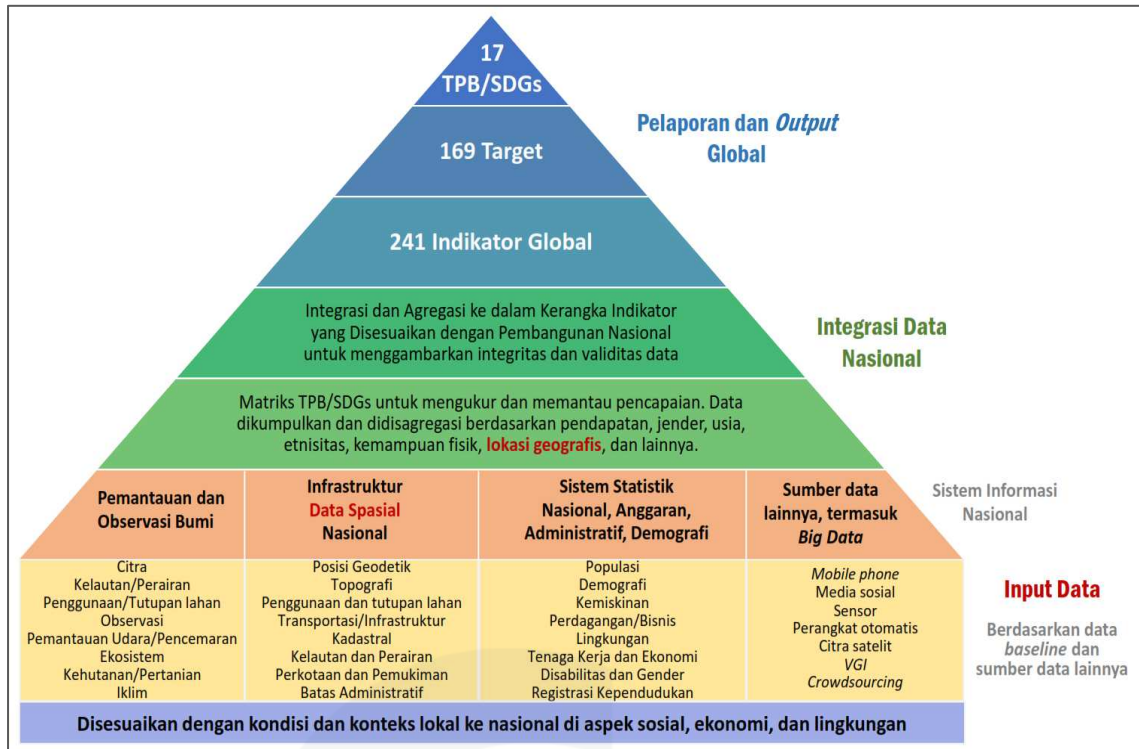 17
TPB/SDGs
169 Target
241 Indikator Global
Pelaporan dan Output
Global
Integrasi dan Agregasi ke dalam Kerangka Indikator
yang Disesuaikan dengan Pembangunan Nasional
untuk menggambarkan integritas dan validitas data
Integrasi Data
Nasional
Matriks TPB/SDGs untuk mengukur dan memantau pencapaian. Data
dikumpulkan dan didisagregasi berdasarkan pendapatan, jender, usia,
etnisitas, kemampuan fisik, lokasi geografis, dan lainnya.
Pemantauan dan
Observasi Bumi
Infrastruktur
Data Spasial
Nasional
Sistem Statistik
Nasional, Anggaran,
Administratif, Demografi
Sumber data
lainnya, termasuk
Big Data
Sistem Informasi
Nasional
Citra
Kelautan/Perairan
Penggunaan/Tutupan lahan
Observasi
Pemantauan Udara/Pencemaran
Ekosistem
Kehutanan/Pertanian
Iklim
Posisi Geodetik
Topografi
Penggunaan dan tutupan lahan
Transportasi/Infrastruktur
Kadastral
Kelautan dan Perairan
Perkotaan dan Pemukiman
Batas Administratif
Populasi
Demografi
Kemiskinan
Perdagangan/Bisnis
Lingkungan
Tenaga Kerja dan Ekonomi
Disabilitas dan Gender
Registrasi Kependudukan
Mobile phone
Media sosial
Sensor
Perangkat otomatis
Citra satelit
VGI
Crowdsourcing
Input Data
Berdasarkan data
baseline dan
sumber data lainnya
Disesuaikan dengan kondisi dan konteks lokal ke nasional di aspek sosial, ekonomi, dan lingkungan